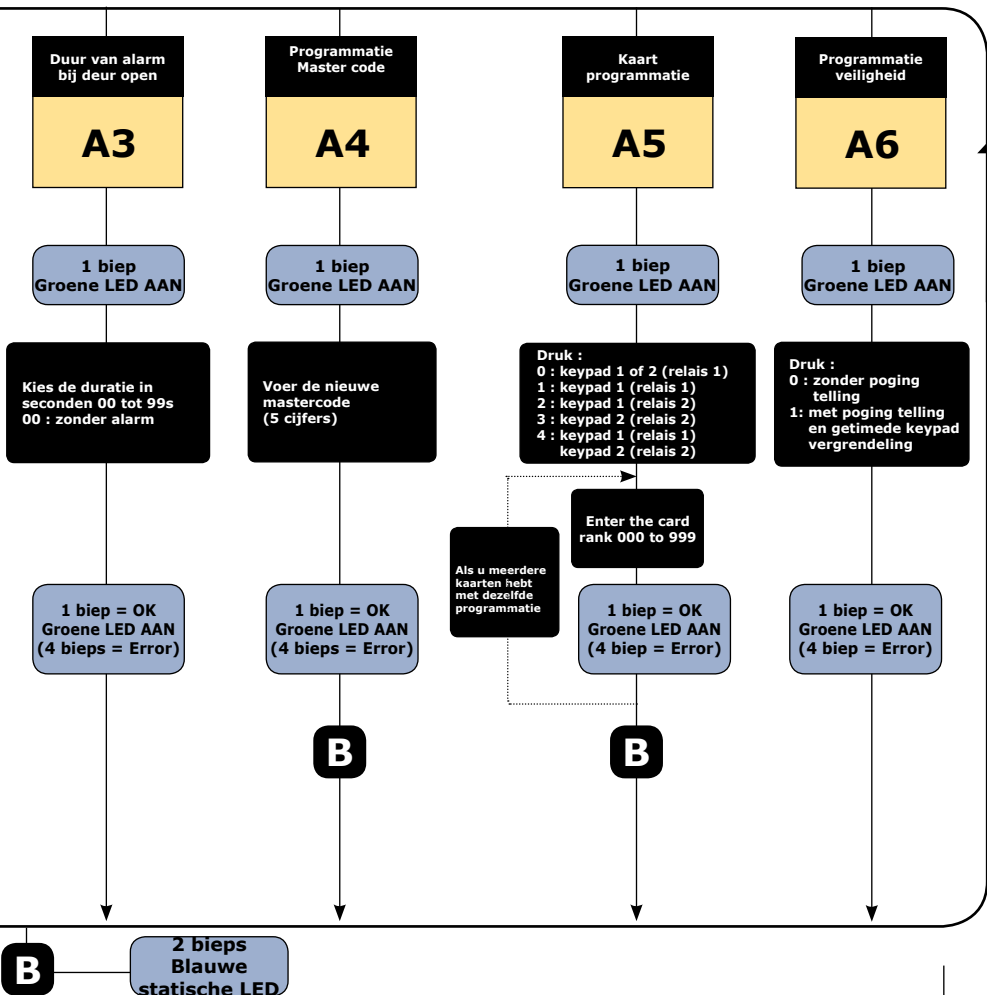 Duur van alarm
bij deur open
A3
1 biep
Groene LED AAN
Kies de duratie in
seconden 00 tot 99s
00 : zonder alarm
1 biep = OK
Groene LED AAN
(4 bieps = Error)
Programmatie
Master code
A4
1 biep
Groene LED AAN
Voer de nieuwe
mastercode
(5 cijfers)
1 biep = OK
Groene LED AAN
(4 bieps = Error)
B
Kaart
programmatie
A5
1 biep
Groene LED AAN
Druk :
0 : keypad 1 of 2 (relais 1)
1 : keypad 1 (relais 1)
2 : keypad 1 (relais 2)
3 : keypad 2 (relais 2)
4 : keypad 1 (relais 1)
keypad 2 (relais 2)
Enter the card
rank 000 to 999
Als u meerdere
kaarten hebt
met dezelfde
programmatie
1 biep = OK
Groene LED AAN
(4 biep = Error)
B
Programmatie
veiligheid
A6
1 biep
Groene LED AAN
Druk :
0 : zonder poging
telling
1: met poging telling
en getimede keypad
vergrendeling
1 biep = OK
Groene LED AAN
(4 biep = Error)
B
2 bieps
Blauwe
statische LED